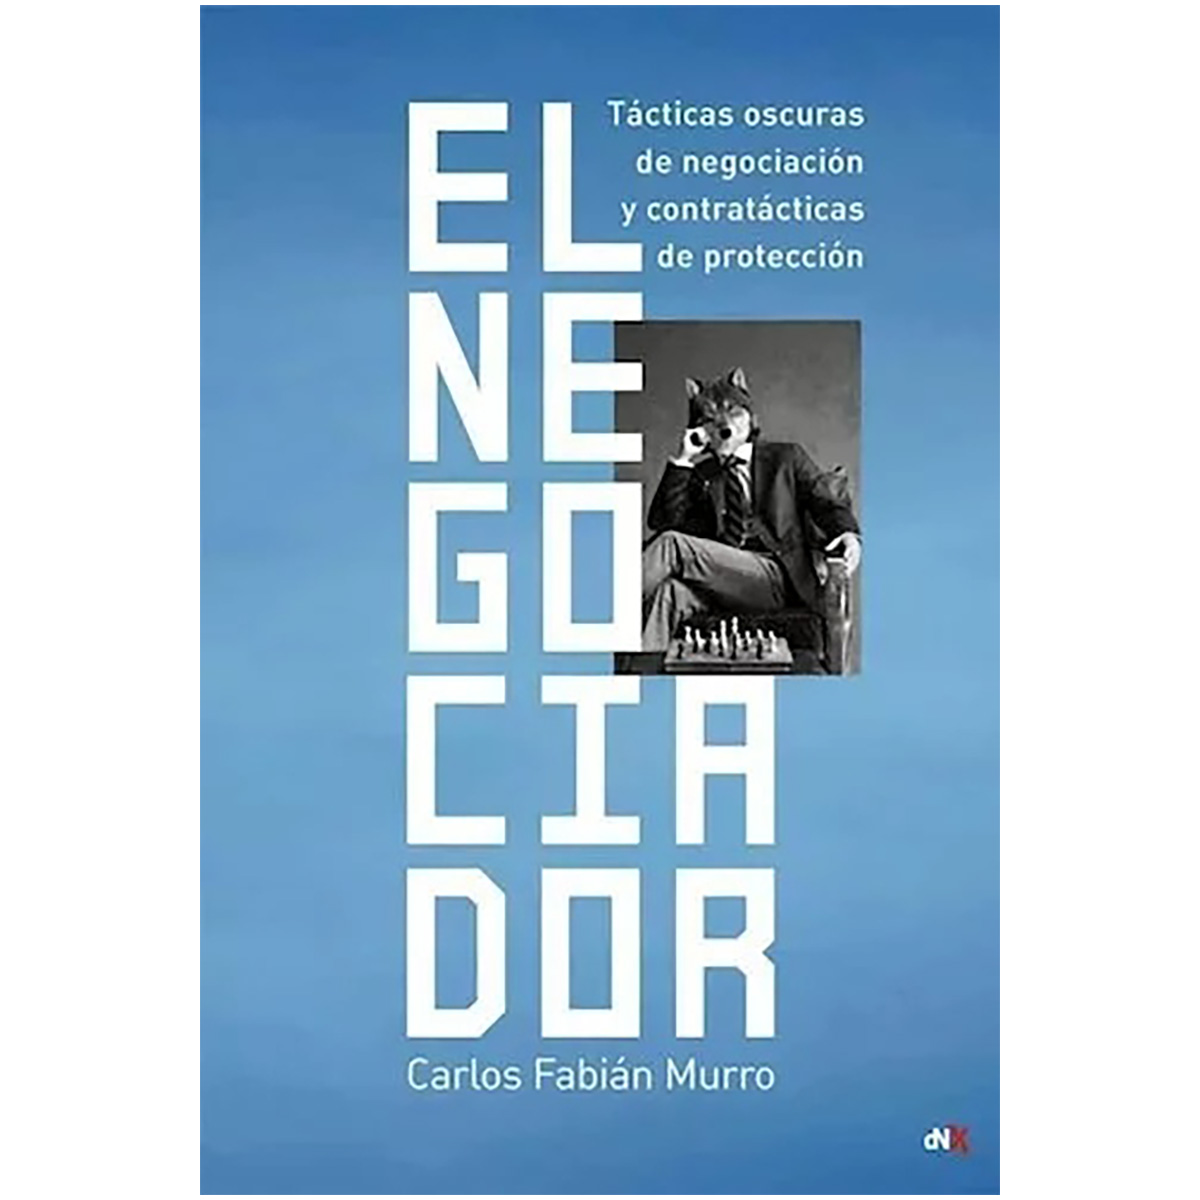 Tácticas oscuras
de negociación
y contratácticas
de protección
EL
NE
GO
CIA
DOR
Carlos Fabián Murro
dNX